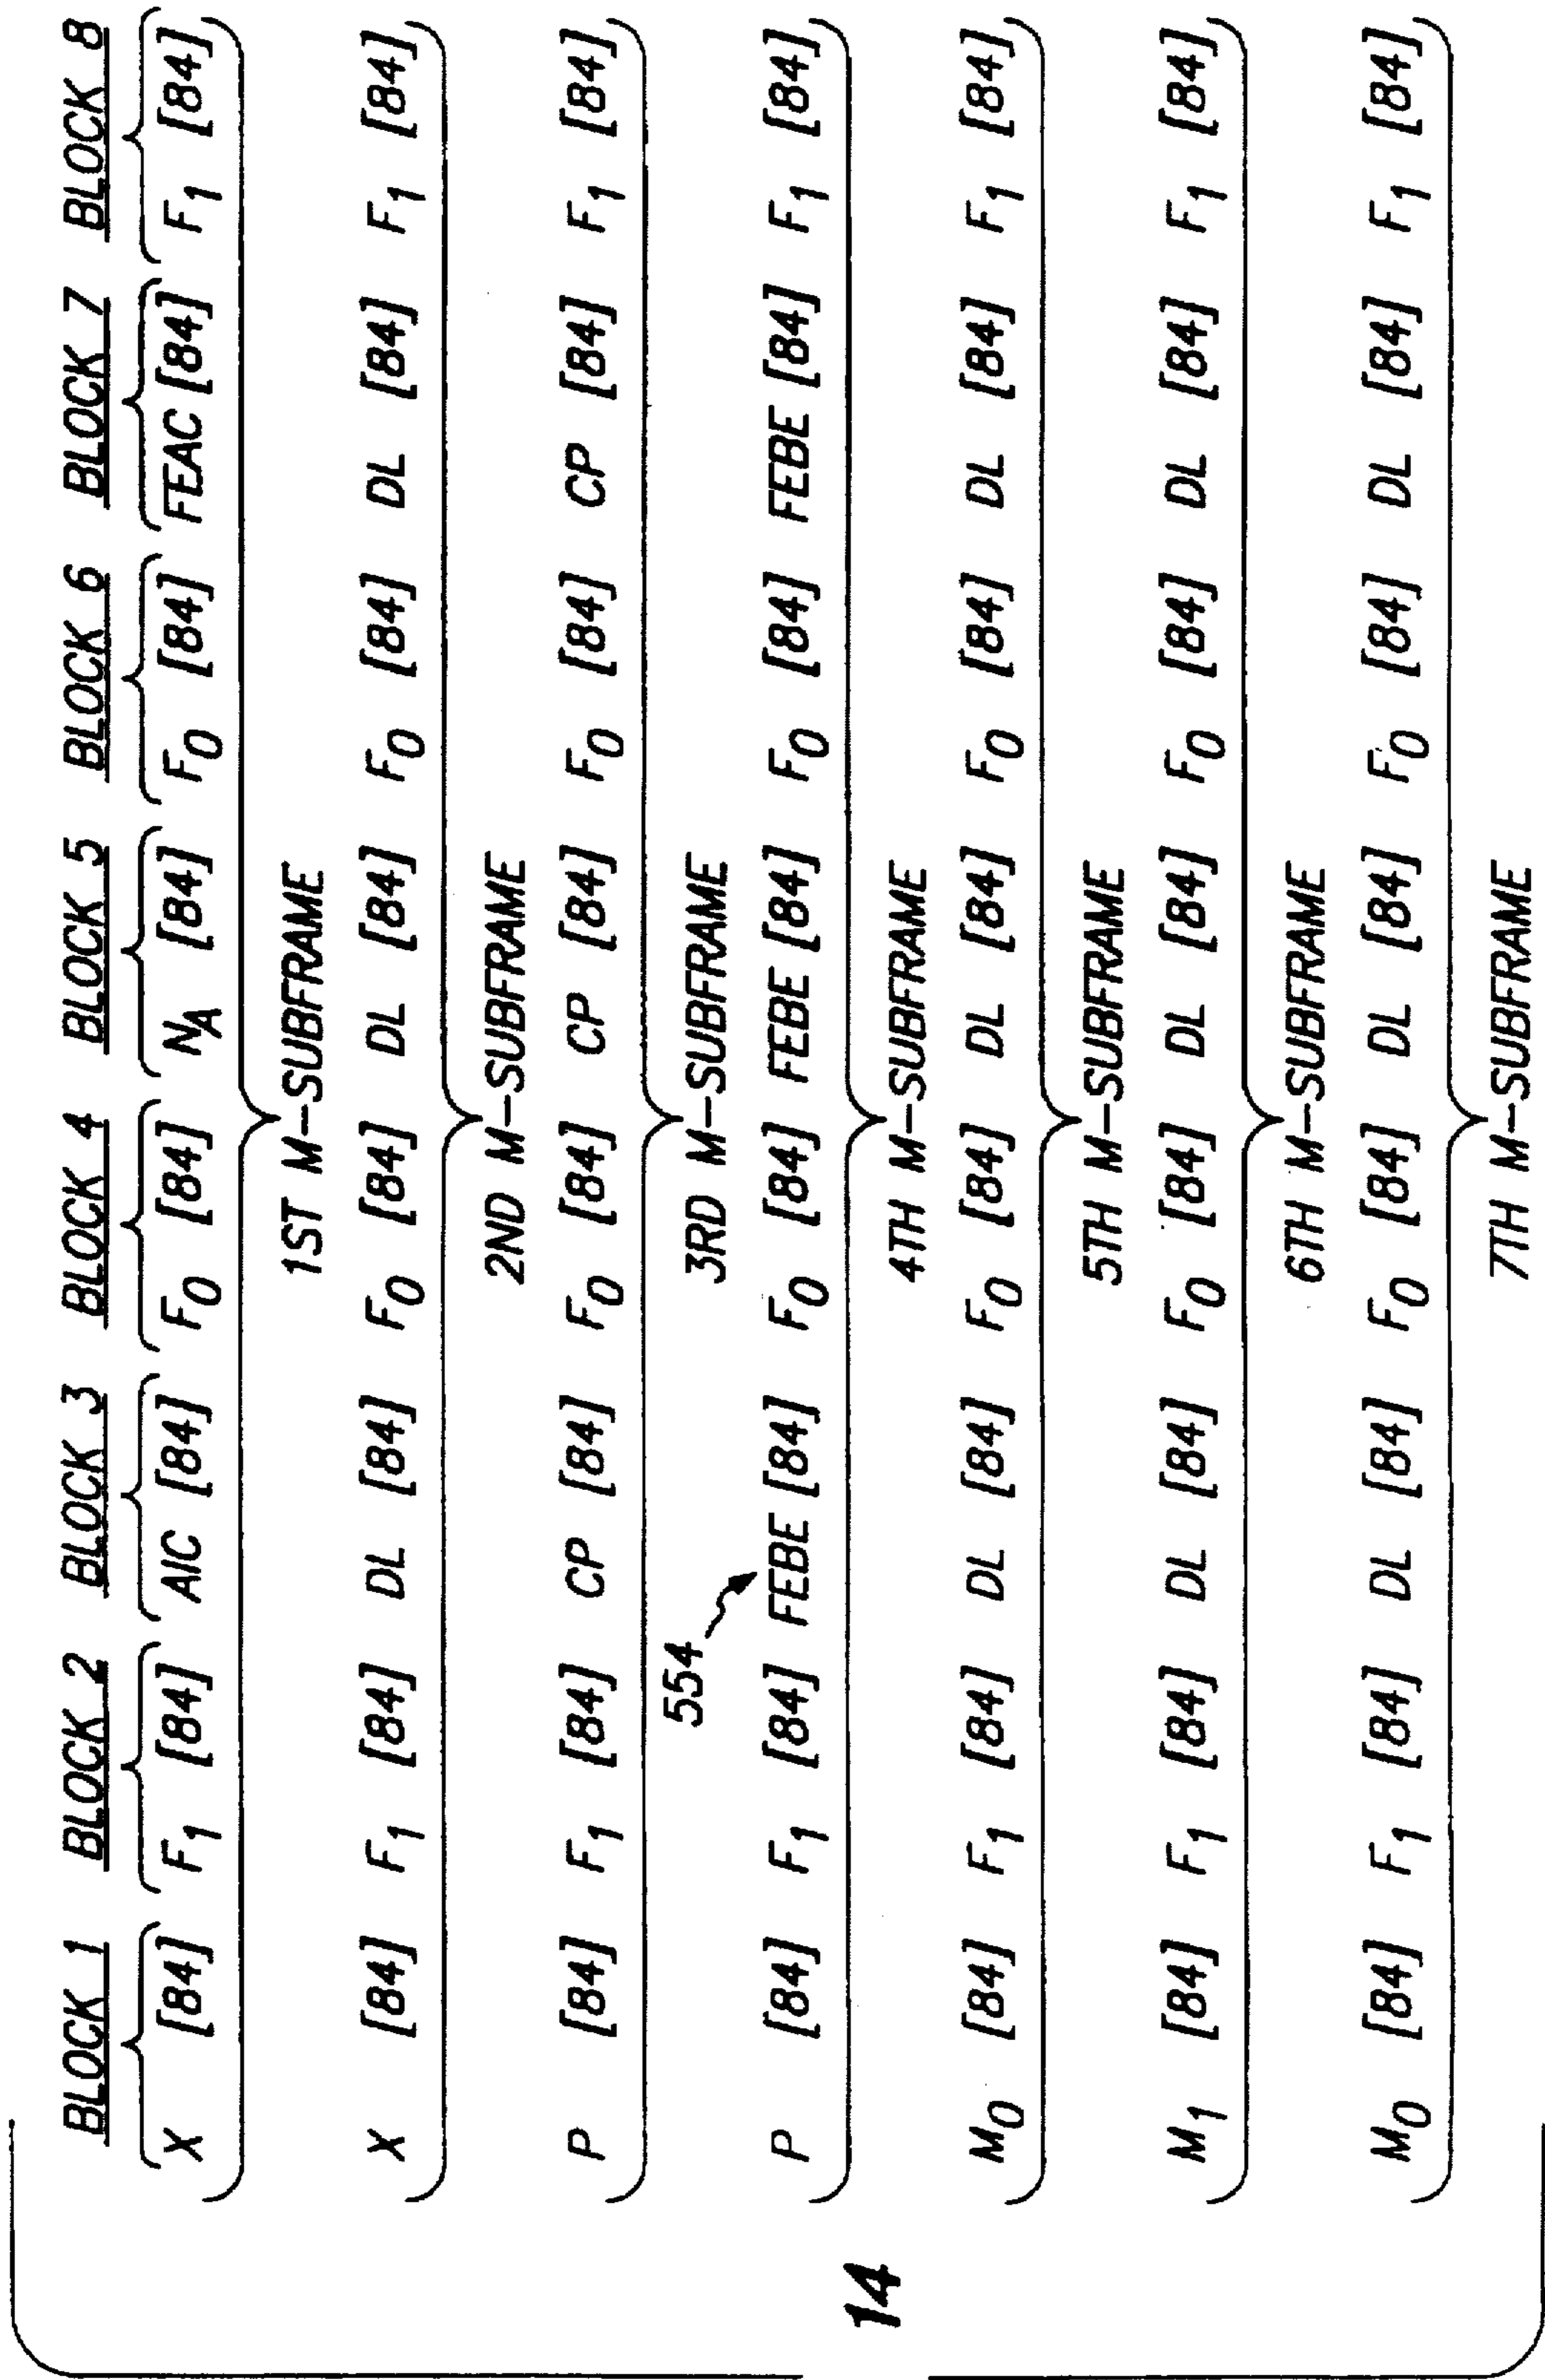 BLOCK 1 BLOCK 2 BLOCK 3 BLOCK 4 BLOCK 5 BLOCK 6 BLOCK 7 BLOCK 8
X [84] F1 [84] AIC [84] F0 [84] NA [84] F0 [84] FEAC [84] F1 [84]
1ST M-SUBFRAME
X [84] F1 [84] DL [84] F0 [84] DL [84] F0 [84] DL [84] F1 [84]
2ND M-SUBFRAME
P [84] F1 [84] CP [84] F0 [84] CP [84] F0 [84] CP [84] F1 [84]
3RD M-SUBFRAME
554
P [84] F1 [84] FEBE [84] F0 [84] FEBE [84] F0 [84] FEBE [84] F1 [84]
4TH M-SUBFRAME
14
M0 [84] F1 [84] DL [84] F0 [84] DL [84] F0 [84] DL [84] F1 [84]
5TH M-SUBFRAME
M1 [84] F1 [84] DL [84] F0 [84] DL [84] F0 [84] DL [84] F1 [84]
6TH M-SUBFRAME
M0 [84] F1 [84] DL [84] F0 [84] DL [84] F0 [84] DL [84] F1 [84]
7TH M-SUBFRAME